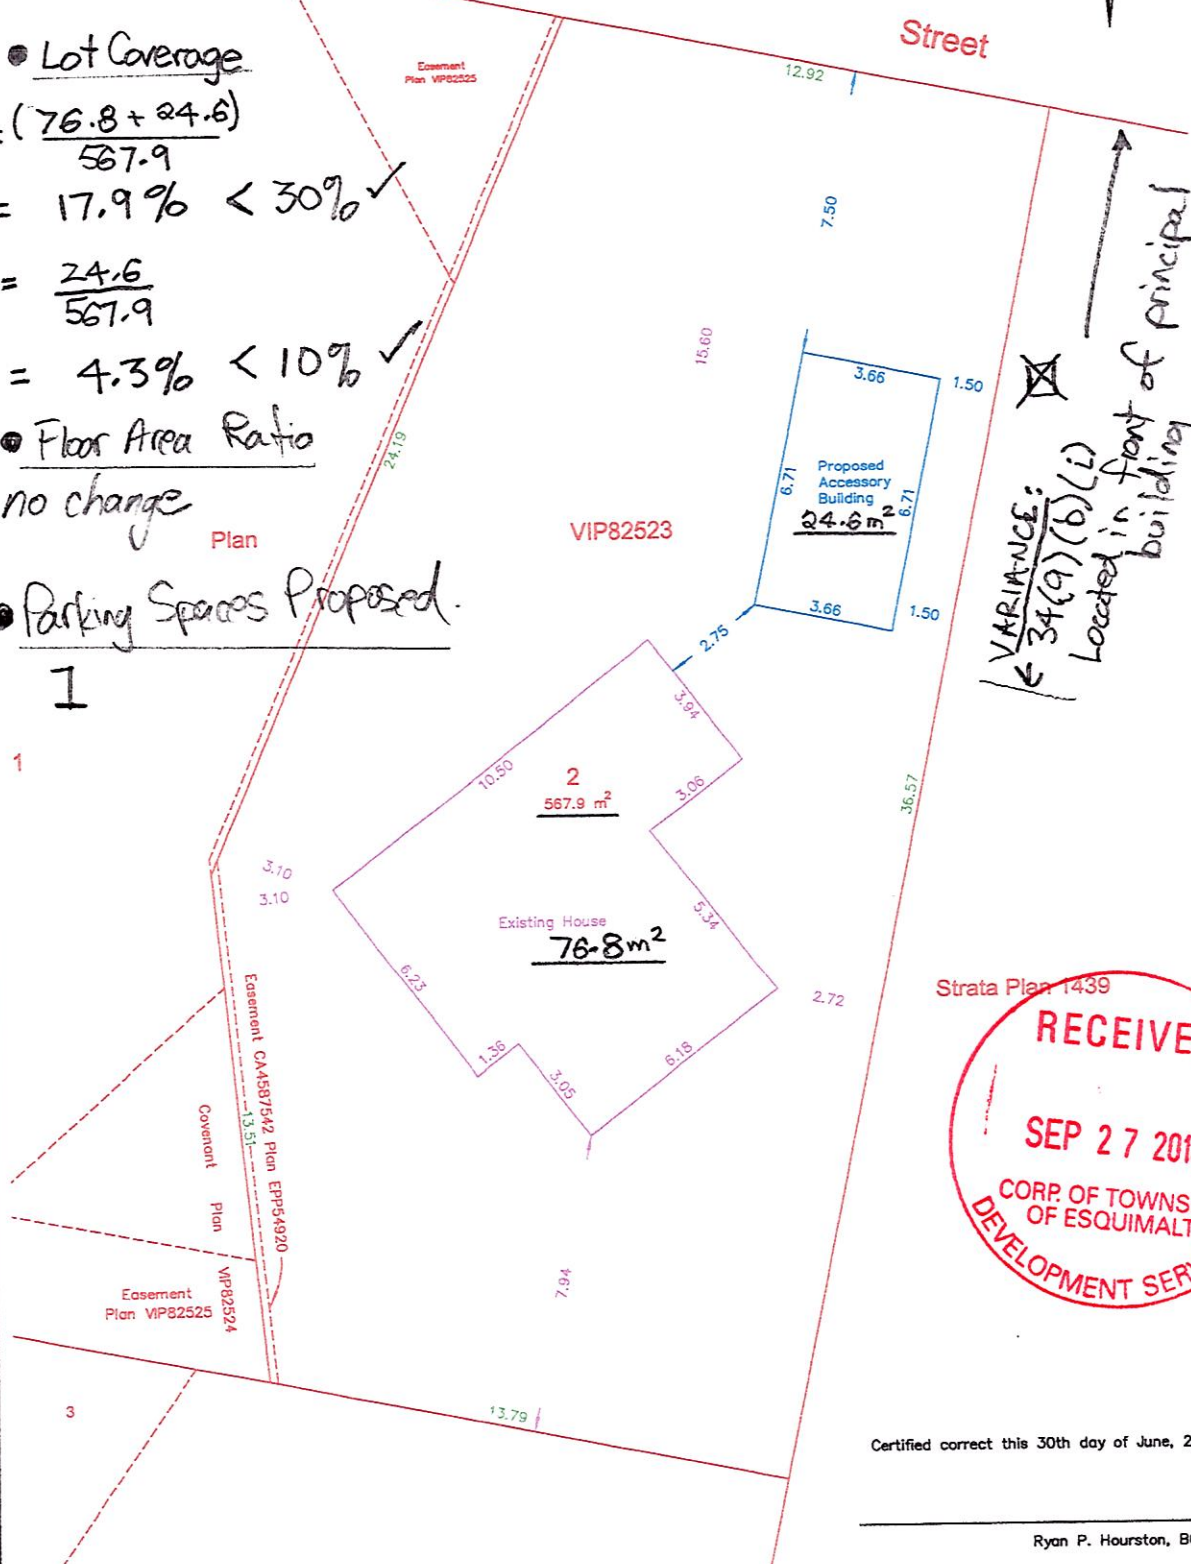 • Lot Coverage
(76.8 + 24.6)
567.9
= 17.9% < 30% ✓
= 24.6
567.9
= 4.3% < 10% ✓
• Floor Area Ratio
no change
• Parking Spaces Proposed.
1
Street
Easement
Plan VIP82525
12.92
7.50
15.60
3.66
1.50
6.71
Proposed
Accessory
Building
24.6 m²
6.71
3.66
1.50
2.75
24.19
Plan
VIP82523
VARIANCE:
← 34(9)(b)(i)
Located in front of principal
building
1
3.94
10.50
2
567.9 m²
3.06
36.57
3.10
3.10
Existing House
76.8 m²
5.34
6.23
2.72
1.36
3.05
6.18
Strata Plan 1439
RECEIVE
SEP 27 201
CORP. OF TOWNS
OF ESQUIMALT
DEVELOPMENT SER
Easement CA4587542 Plan EPP54920
13.51
Covenant Plan VIP82524
Easement
Plan VIP82525
7.94
3
13.79
Certified correct this 30th day of June, 2
Ryan P. Hourston, B